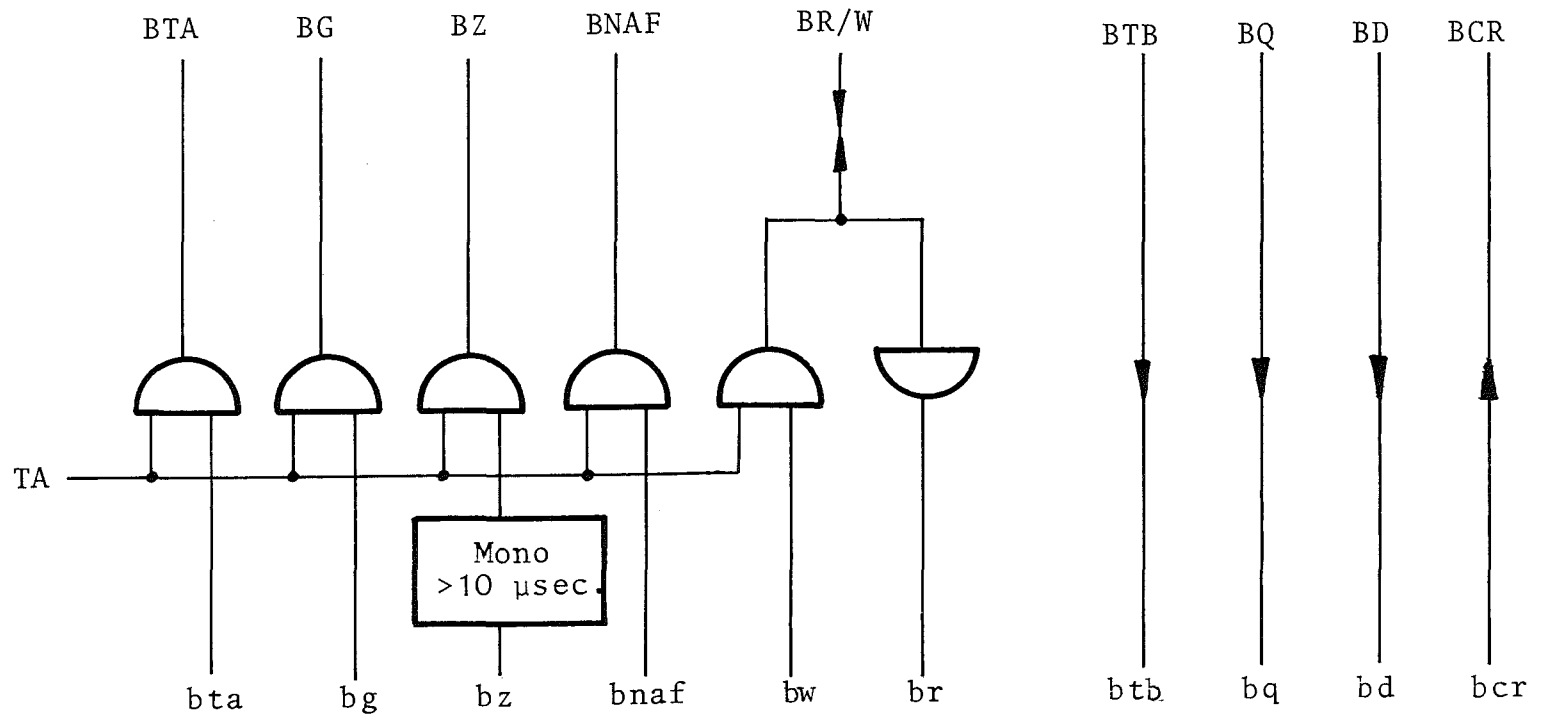 BTA BG BZ BNAF BR/W BTB BQ BD BCR
TA
Mono
>10 µsec.
bta bg bz bnaf bw br btb bq bd bcr